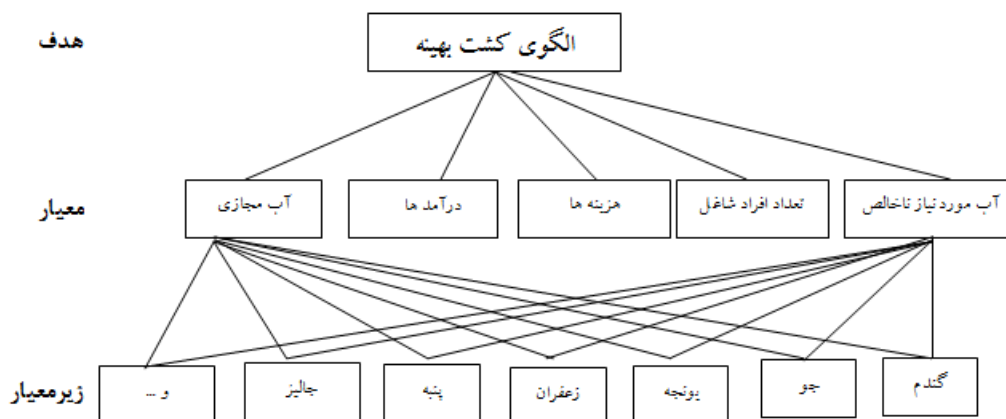 هدف
الگوی کشت بهینه
معیار
آب مورد نیاز ناخالص
تعداد افراد شاغل
هزینه ها
درآمد ها
آب مجازی
زیرمعیار
گندم
جو
یونجه
زعفران
پنبه
جالیز
و ...